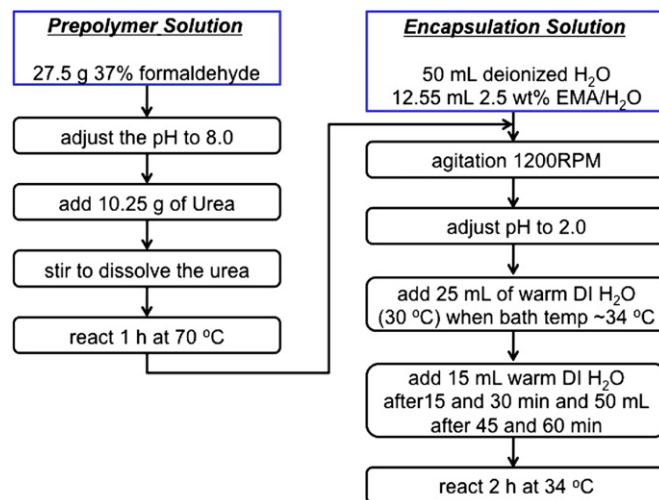 Prepolymer Solution
27.5 g 37% formaldehyde
adjust the pH to 8.0
add 10.25 g of Urea
stir to dissolve the urea
react 1 h at 70 °C
Encapsulation Solution
50 mL deionized H₂O
12.55 mL 2.5 wt% EMA/H₂O
agitation 1200RPM
adjust pH to 2.0
add 25 mL of warm DI H₂O
(30 °C) when bath temp ~34 °C
add 15 mL warm DI H₂O
after15 and 30 min and 50 mL
after 45 and 60 min
react 2 h at 34 °C